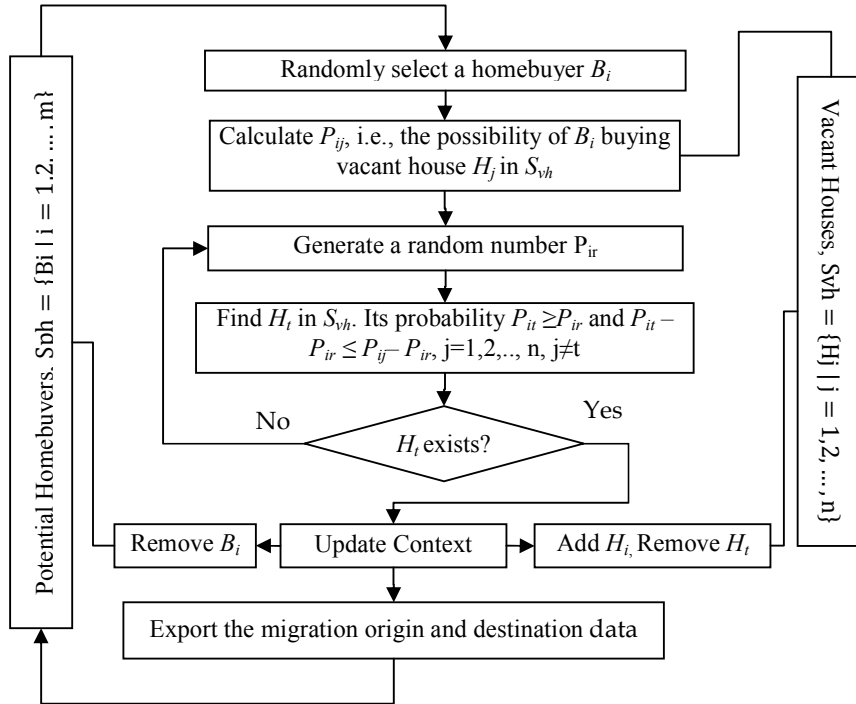 Randomly select a homebuyer Bi
Calculate Pij, i.e., the possibility of Bi buying
vacant house Hj in Svh
Generate a random number Pir
Find Ht in Svh. Its probability Pit ≥Pir and Pit –
Pir ≤ Pij– Pir, j=1,2,.., n, j≠t
No
Yes
Ht exists?
Remove Bi
Update Context
Add Hi, Remove Ht
Export the migration origin and destination data
Potential Homebuyers. Sph = {Bi | i = 1.2. … . m}
Vacant Houses, Svh = {Hj | j = 1,2, … , n}